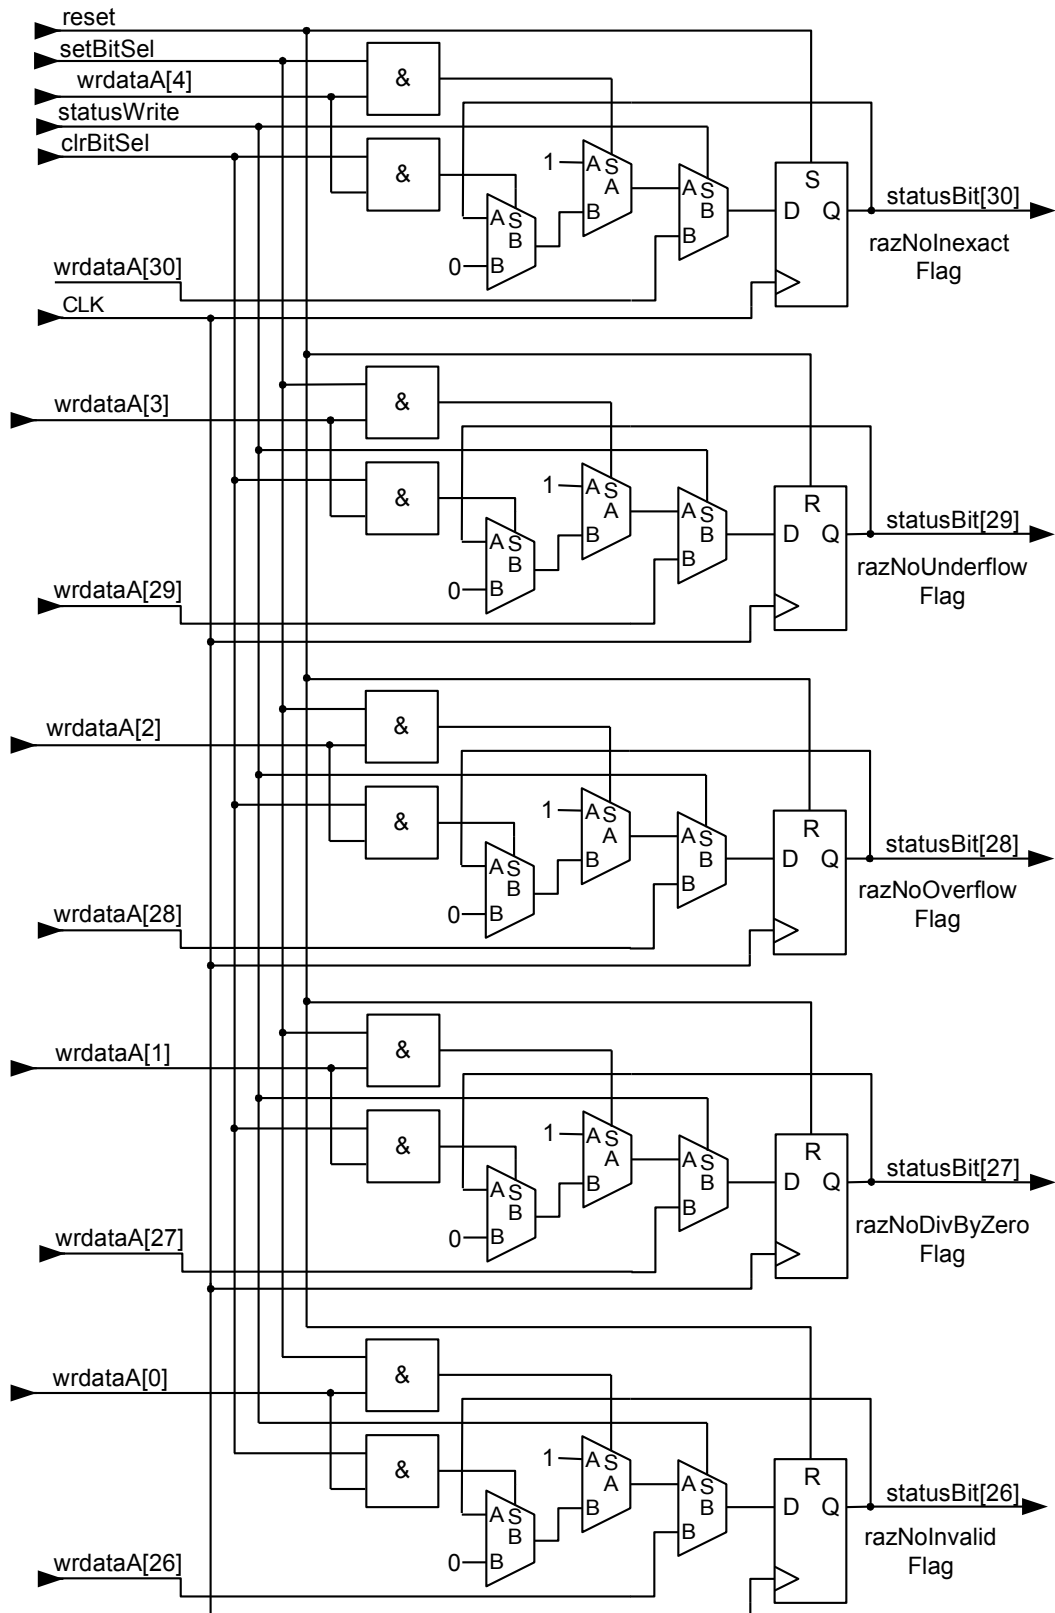 reset
setBitSel
wrdataA[4]
statusWrite
clrBitSel
&
&
1 A S A B
A S B B
0
A S B B
S
D Q
statusBit[30]
razNoInexact
Flag
wrdataA[30]
CLK
wrdataA[3]
&
&
1 A S A B
A S B B
0
A S B B
R
D Q
statusBit[29]
razNoUnderflow
Flag
wrdataA[29]
wrdataA[2]
&
&
1 A S A B
A S B B
0
A S B B
R
D Q
statusBit[28]
razNoOverflow
Flag
wrdataA[28]
wrdataA[1]
&
&
1 A S A B
A S B B
0
A S B B
R
D Q
statusBit[27]
razNoDivByZero
Flag
wrdataA[27]
wrdataA[0]
&
&
1 A S A B
A S B B
0
A S B B
R
D Q
statusBit[26]
razNoInvalid
Flag
wrdataA[26]